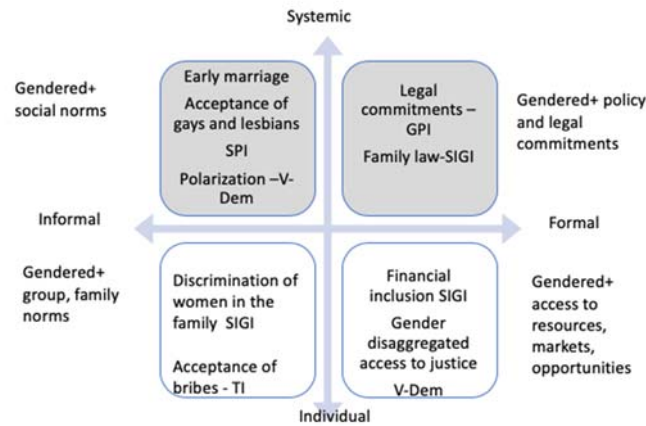 Systemic
Gendered+
social norms
Early marriage
Acceptance of
gays and lesbians
SPI
Polarization –V-
Dem
Legal
commitments –
GPI
Family law-SIGI
Gendered+ policy
and legal
commitments
Informal
Formal
Gendered+
group, family
norms
Discrimination of
women in the
family  SIGI
Acceptance of
bribes - TI
Financial
inclusion SIGI
Gender
disaggregated
access to justice
V-Dem
Gendered+
access to
resources,
markets,
opportunities
Individual